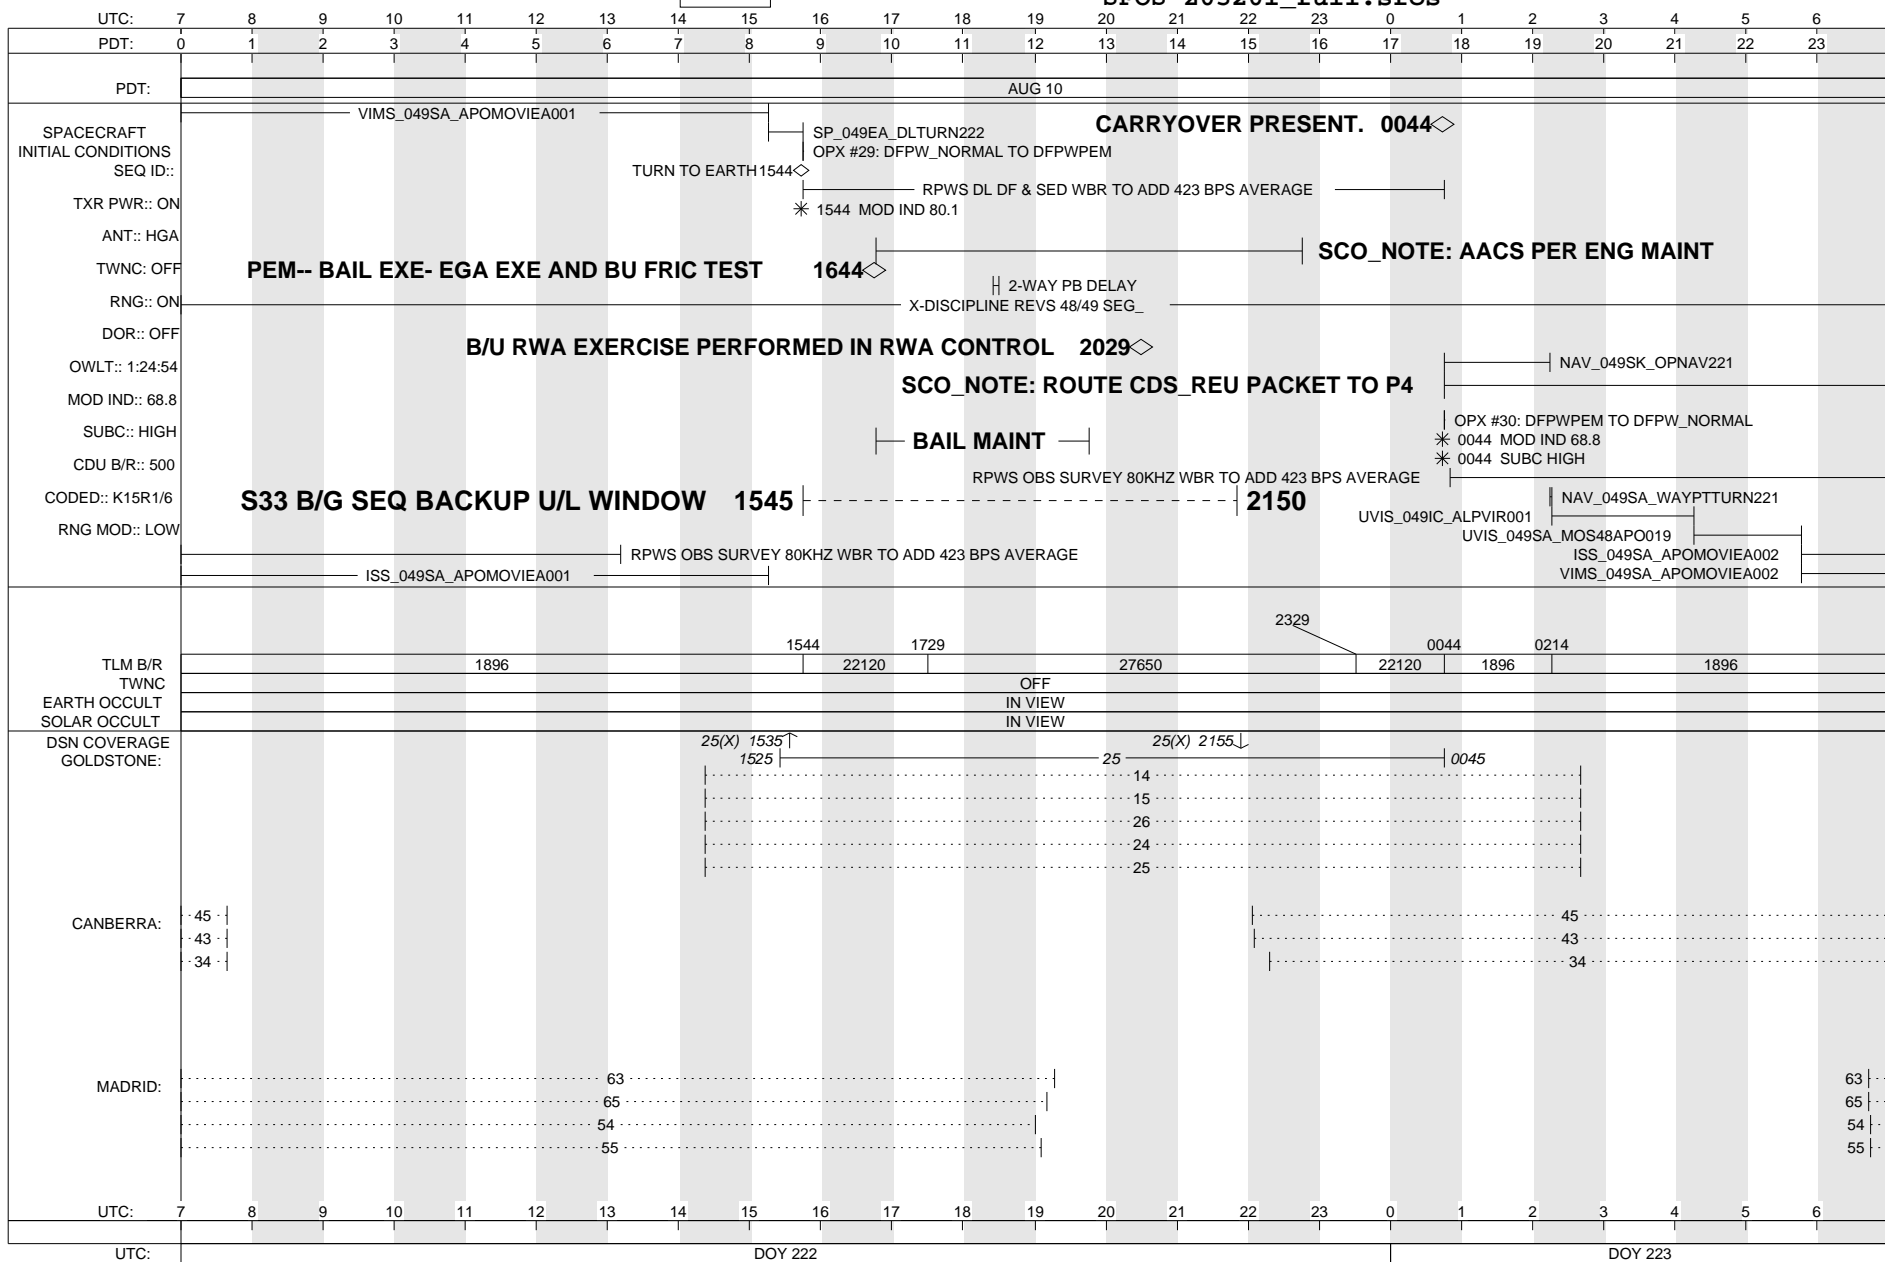 UTC: 7 8 9 10 11 12 13 14 15 16 17 18 19 20 21 22 23 0 1 2 3 4 5 6
PDT: 0 1 2 3 4 5 6 7 8 9 10 11 12 13 14 15 16 17 18 19 20 21 22 23
PDT: AUG 10
VIMS_049SA_APOMOVIEA001
CARRYOVER PRESENT. 0044
SPACECRAFT
INITIAL CONDITIONS
SEQ ID::
SP_049EA_DLTURN222
OPX #29: DFPW_NORMAL TO DFPWPEM
TURN TO EARTH 1544
RPWS DL DF & SED WBR TO ADD 423 BPS AVERAGE
TXR PWR:: ON
1544 MOD IND 80.1
ANT:: HGA
SCO_NOTE: AACS PER ENG MAINT
TWNC: OFF
PEM-- BAIL EXE- EGA EXE AND BU FRIC TEST 1644
2-WAY PB DELAY
RNG:: ON
X-DISCIPLINE REVS 48/49 SEG_
DOR:: OFF
B/U RWA EXERCISE PERFORMED IN RWA CONTROL 2029
OWLT:: 1:24:54
NAV_049SK_OPNAV221
SCO_NOTE: ROUTE CDS_REU PACKET TO P4
MOD IND:: 68.8
OPX #30: DFPWPEM TO DFPW_NORMAL
SUBC:: HIGH
BAIL MAINT
0044 MOD IND 68.8
0044 SUBC HIGH
CDU B/R:: 500
RPWS OBS SURVEY 80KHZ WBR TO ADD 423 BPS AVERAGE
CODED:: K15R1/6
S33 B/G SEQ BACKUP U/L WINDOW 1545 2150
NAV_049SA_WAYPTTURN221
UVIS_049IC_ALPVIR001
RNG MOD:: LOW
UVIS_049SA_MOS48APO019
RPWS OBS SURVEY 80KHZ WBR TO ADD 423 BPS AVERAGE
ISS_049SA_APOMOVIEA002
ISS_049SA_APOMOVIEA001
VIMS_049SA_APOMOVIEA002
2329
1544 1729 0044 0214
TLM B/R 1896 22120 27650 22120 1896 1896
TWNC OFF
EARTH OCCULT IN VIEW
SOLAR OCCULT IN VIEW
DSN COVERAGE 25(X) 1535 25(X) 2155
GOLDSTONE: 1525 25 0045
14
15
26
24
25
45 45
CANBERRA:
43 43
34 34
MADRID: 63 63
65 65
54 54
55 55
UTC: 7 8 9 10 11 12 13 14 15 16 17 18 19 20 21 22 23 0 1 2 3 4 5 6
UTC: DOY 222 DOY 223